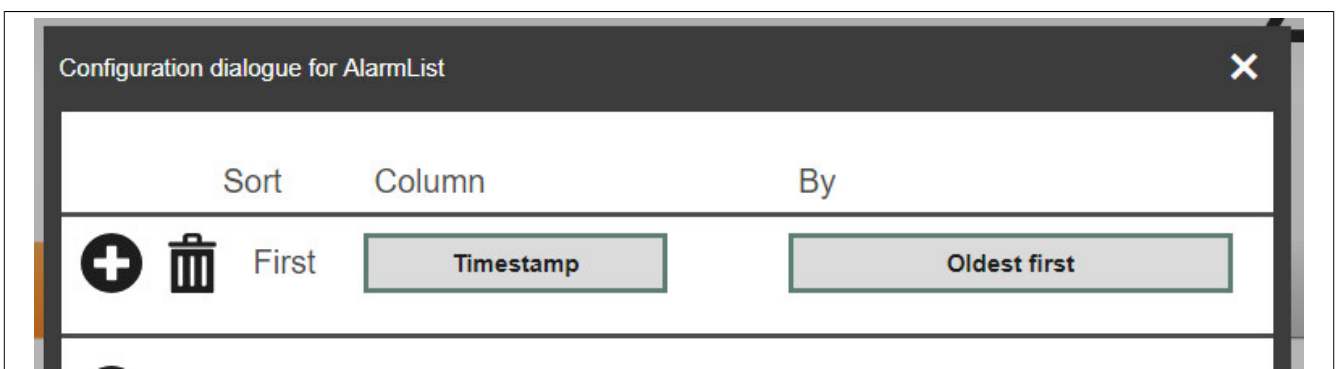 Configuration dialogue for AlarmList
Sort Column By
First Timestamp Oldest first